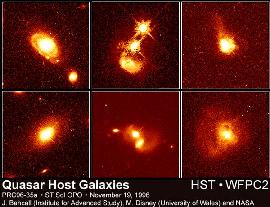 Quasar Host Galaxies HST • WFPC2
PRC96-35a • ST ScI OPO • November 19, 1996
J. Bahcall (Institute for Advanced Study), M. Disney (University of Wales) and NASA